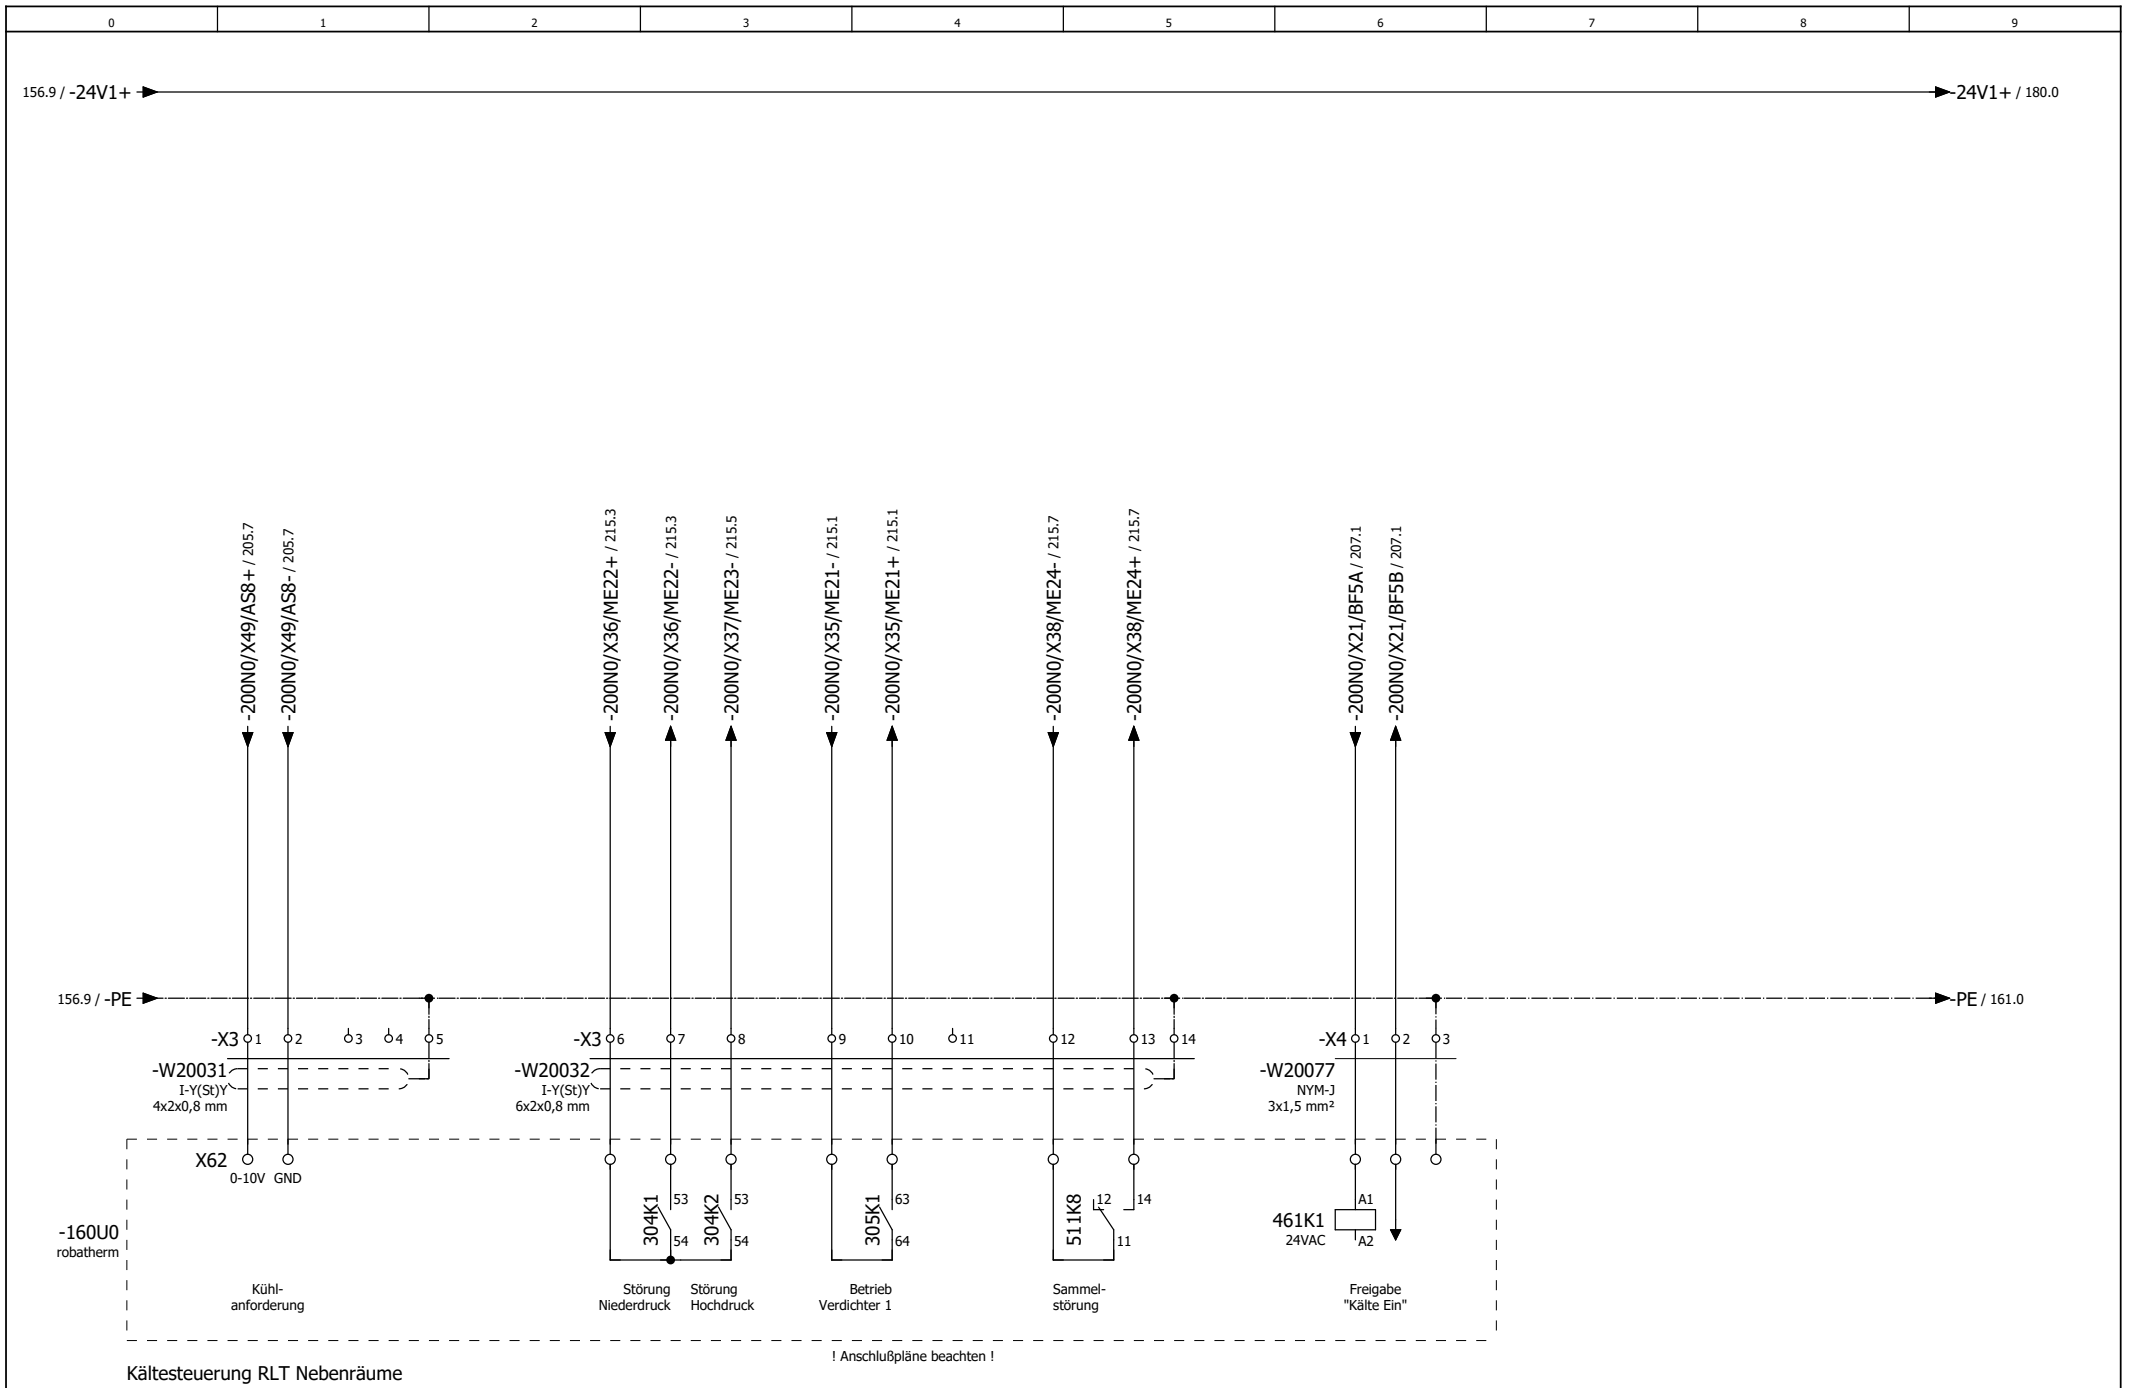 0 1 2 3 4 5 6 7 8 9
156.9 / -24V1+
-24V1+ / 180.0
-200N0/X49/AS8+ / 205.7
-200N0/X49/AS8- / 205.7
-200N0/X36/ME22+ / 215.3
-200N0/X36/ME22- / 215.3
-200N0/X37/ME23- / 215.5
-200N0/X35/ME21- / 215.1
-200N0/X35/ME21+ / 215.1
-200N0/X38/ME24- / 215.7
-200N0/X38/ME24+ / 215.7
-200N0/X21/BF5A / 207.1
-200N0/X21/BF5B / 207.1
156.9 / -PE
-PE / 161.0
-X3 1 2 3 4 5
-X3 6 7 8 9 10 11 12 13 14
-X4 1 2 3
-W20031
I-Y(St)Y
4x2x0,8 mm
-W20032
I-Y(St)Y
6x2x0,8 mm
-W20077
NYM-J
3x1,5 mm²
X62
0-10V GND
-160U0
robatherm
304K1 53 54
304K2 53 54
305K1 63 64
511K8 12 14 11
461K1
24VAC
A1
A2
Kühl-
anforderung
Störung
Niederdruck
Störung
Hochdruck
Betrieb
Verdichter 1
Sammel-
störung
Freigabe
"Kälte Ein"
! Anschlußpläne beachten !
Kältesteuerung RLT Nebenräume